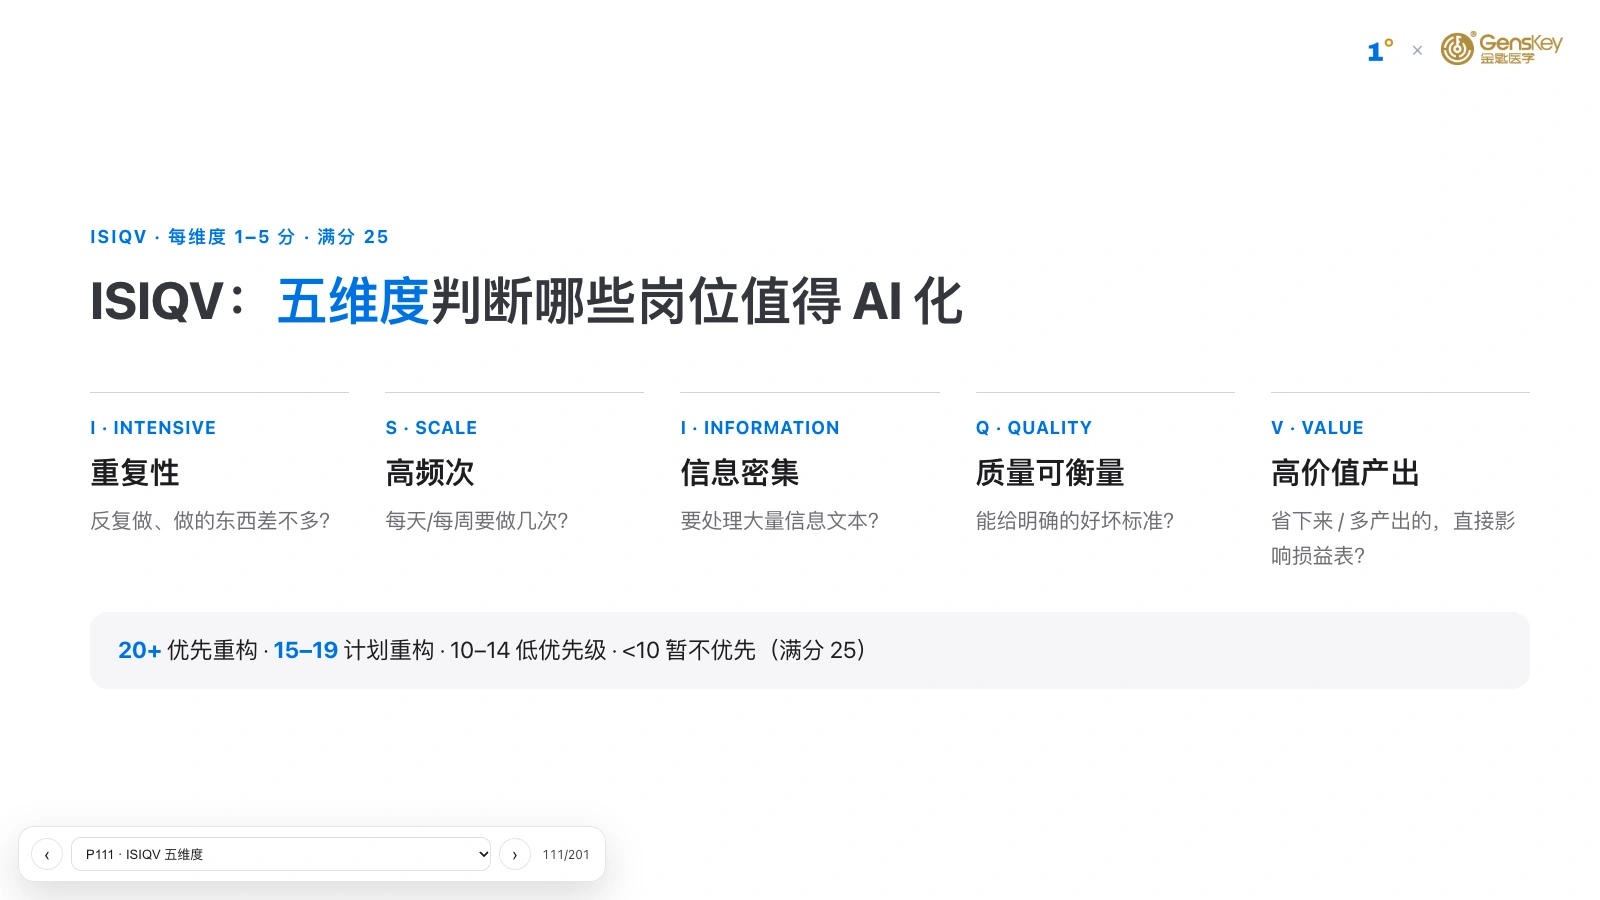 1° × GensKey®
金匙医学
ISIQV · 每维度 1–5 分 · 满分 25
ISIQV：五维度判断哪些岗位值得 AI 化
I · INTENSIVE
重复性
反复做、做的东西差不多？
S · SCALE
高频次
每天/每周要做几次？
I · INFORMATION
信息密集
要处理大量信息文本？
Q · QUALITY
质量可衡量
能给明确的好坏标准？
V · VALUE
高价值产出
省下来 / 多产出的，直接影
响损益表？
20+ 优先重构 · 15–19 计划重构 · 10–14 低优先级 · <10 暂不优先（满分 25）
‹ P111 · ISIQV 五维度 › 111/201